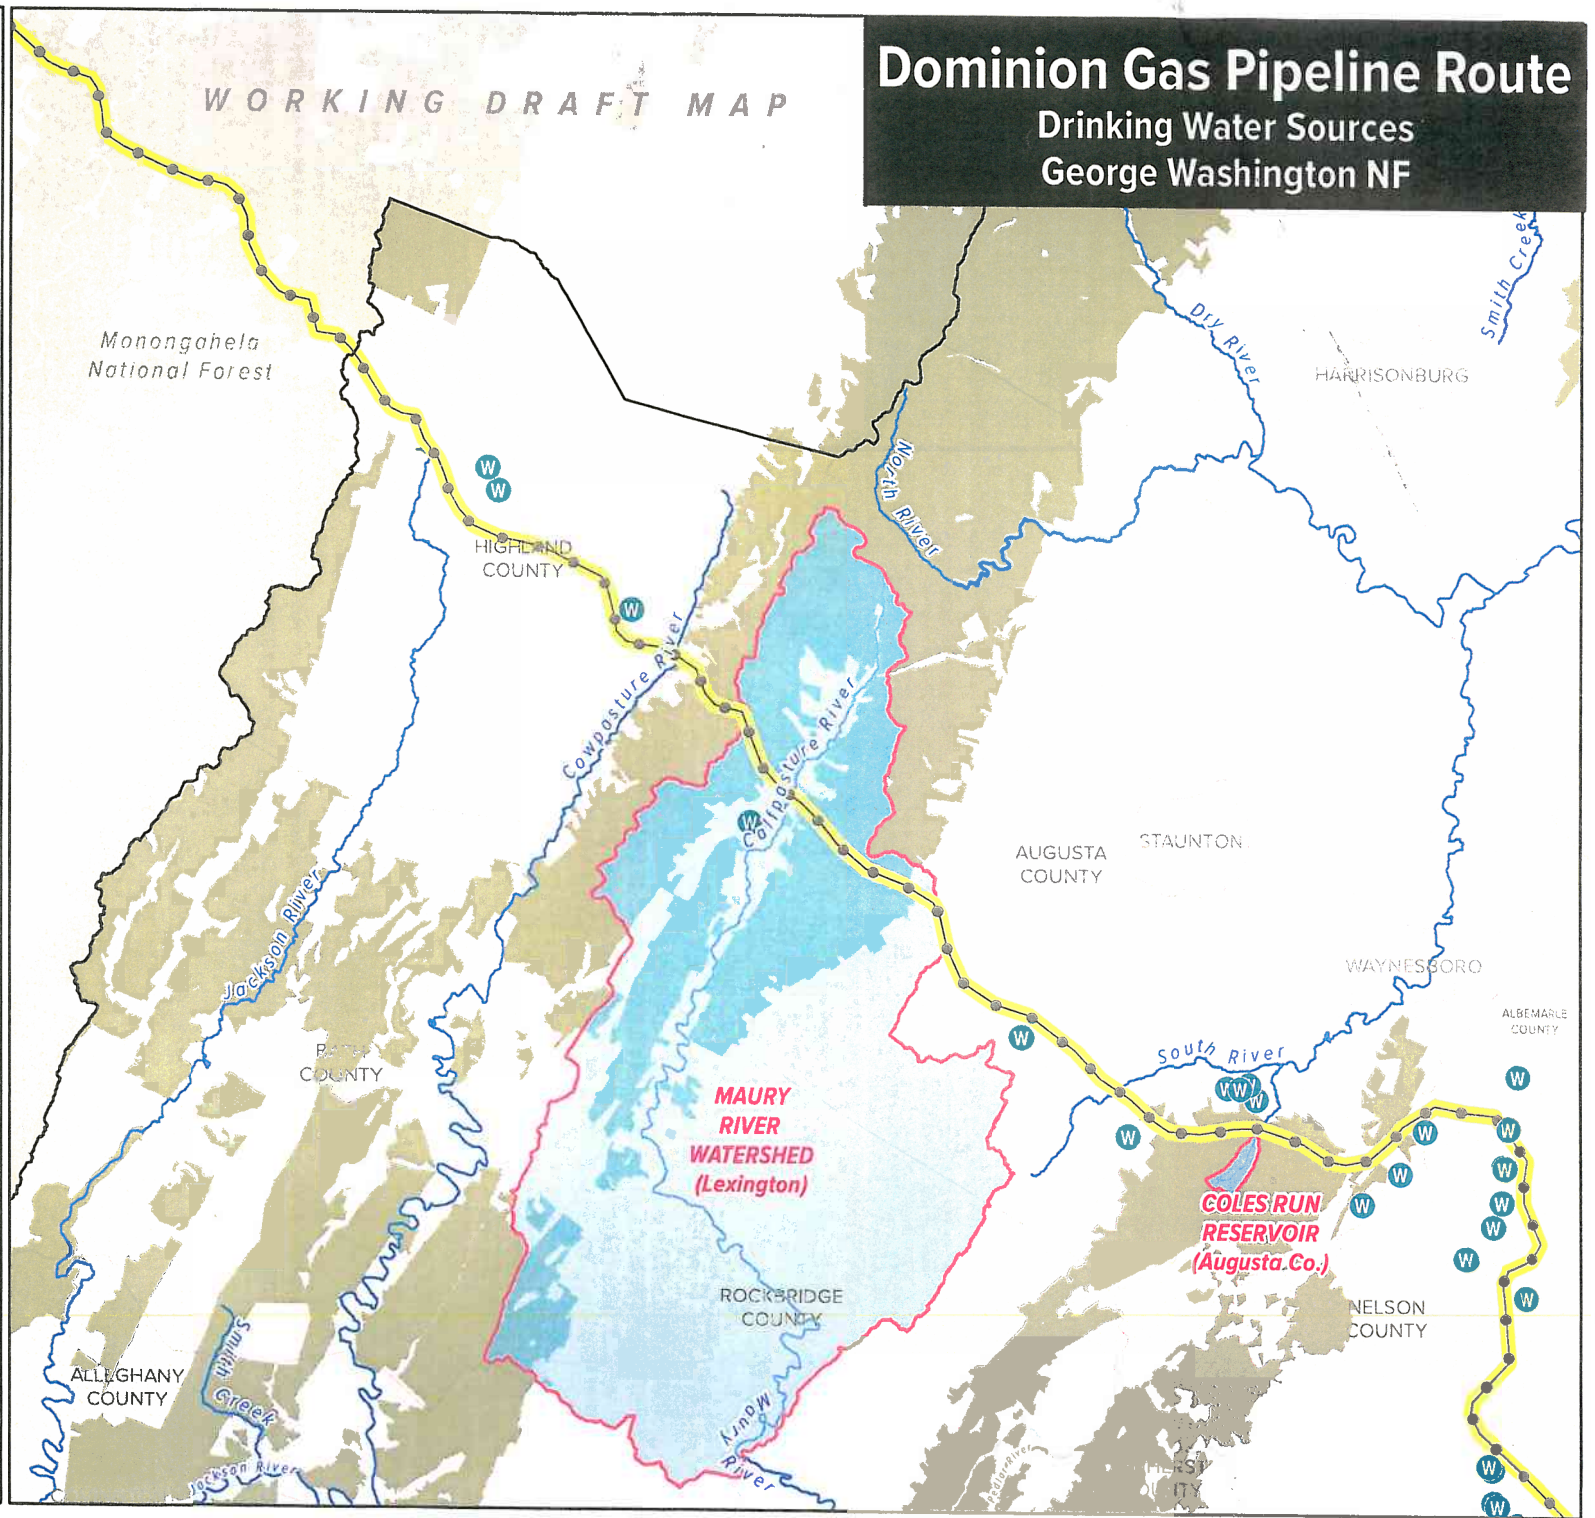 Dominion Gas Pipeline Route
Drinking Water Sources
George Washington NF
WORKING DRAFT MAP
Smith Creek
Dry River
Monongahela
National Forest
HARRISONBURG
North River
W
W
HIGHLAND
COUNTY
W
Cowpasture River
Calfpasture River
W
AUGUSTA
COUNTY
STAUNTON
Jackson River
WAYNESBORO
ALBEMARLE
COUNTY
W
South River
BATH
COUNTY
W
W
W
W
W
MAURY
RIVER
WATERSHED
(Lexington)
W
W
W
W
W
W
W
W
W
W
COLES RUN
RESERVOIR
(Augusta Co.)
ROCKBRIDGE
COUNTY
NELSON
COUNTY
Smith Creek
ALLEGHANY
COUNTY
Maury River
Jackson River
Pedlar River
W
W